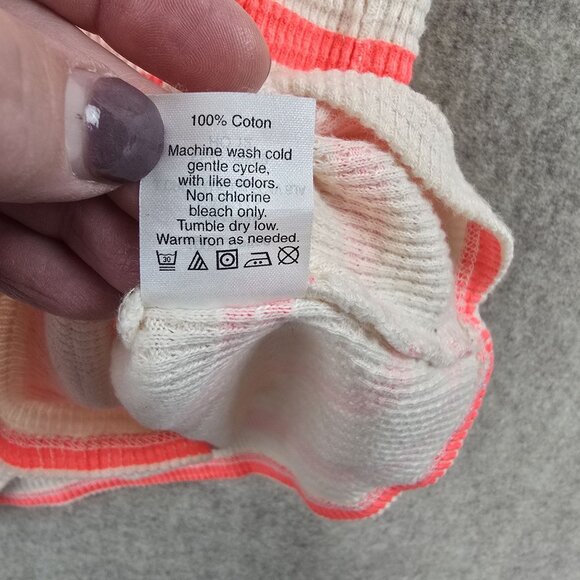 100% Coton
Machine wash cold
gentle cycle,
with like colors.
Non chlorine
bleach only.
Tumble dry low.
Warm iron as needed.
30